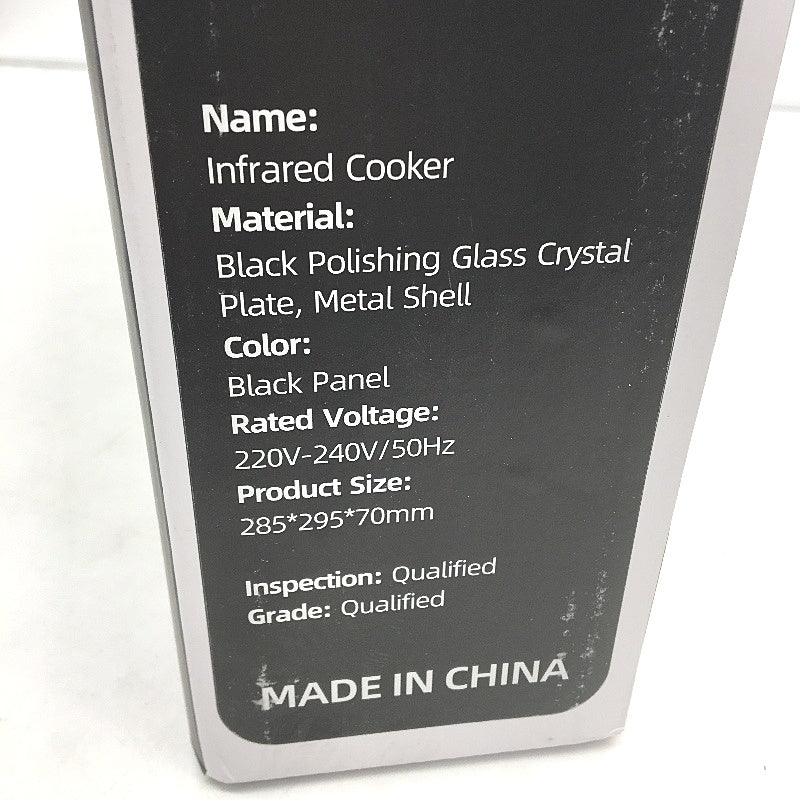 Name:
Infrared Cooker
Material:
Black Polishing Glass Crystal
Plate, Metal Shell
Color:
Black Panel
Rated Voltage:
220V-240V/50Hz
Product Size:
285*295*70mm
Inspection: Qualified
Grade: Qualified
MADE IN CHINA